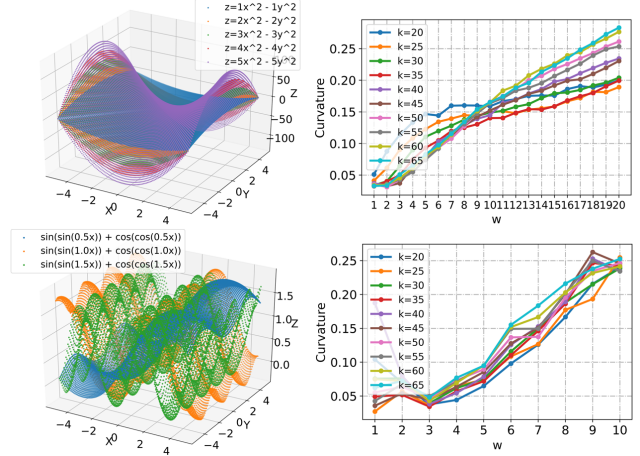 z=1x^2 - 1y^2
z=2x^2 - 2y^2
z=3x^2 - 3y^2
z=4x^2 - 4y^2
z=5x^2 - 5y^2
50
0
−50
−100
Z
−4
−2
0
2
4
X
−4
−2
0
2
4
Y
k=20
k=25
k=30
k=35
k=40
k=45
k=50
k=55
k=60
k=65
0.25
0.20
0.15
0.10
0.05
Curvature
1 2 3 4 5 6 7 8 9 10 11 12 13 14 15 16 17 18 19 20
w
sin(sin(0.5x)) + cos(cos(0.5x))
sin(sin(1.0x)) + cos(cos(1.0x))
sin(sin(1.5x)) + cos(cos(1.5x))
1.5
1.0
0.5
0.0
Z
−4
−2
0
2
4
X
−4
−2
0
2
4
Y
k=20
k=25
k=30
k=35
k=40
k=45
k=50
k=55
k=60
k=65
0.25
0.20
0.15
0.10
0.05
Curvature
1 2 3 4 5 6 7 8 9 10
w